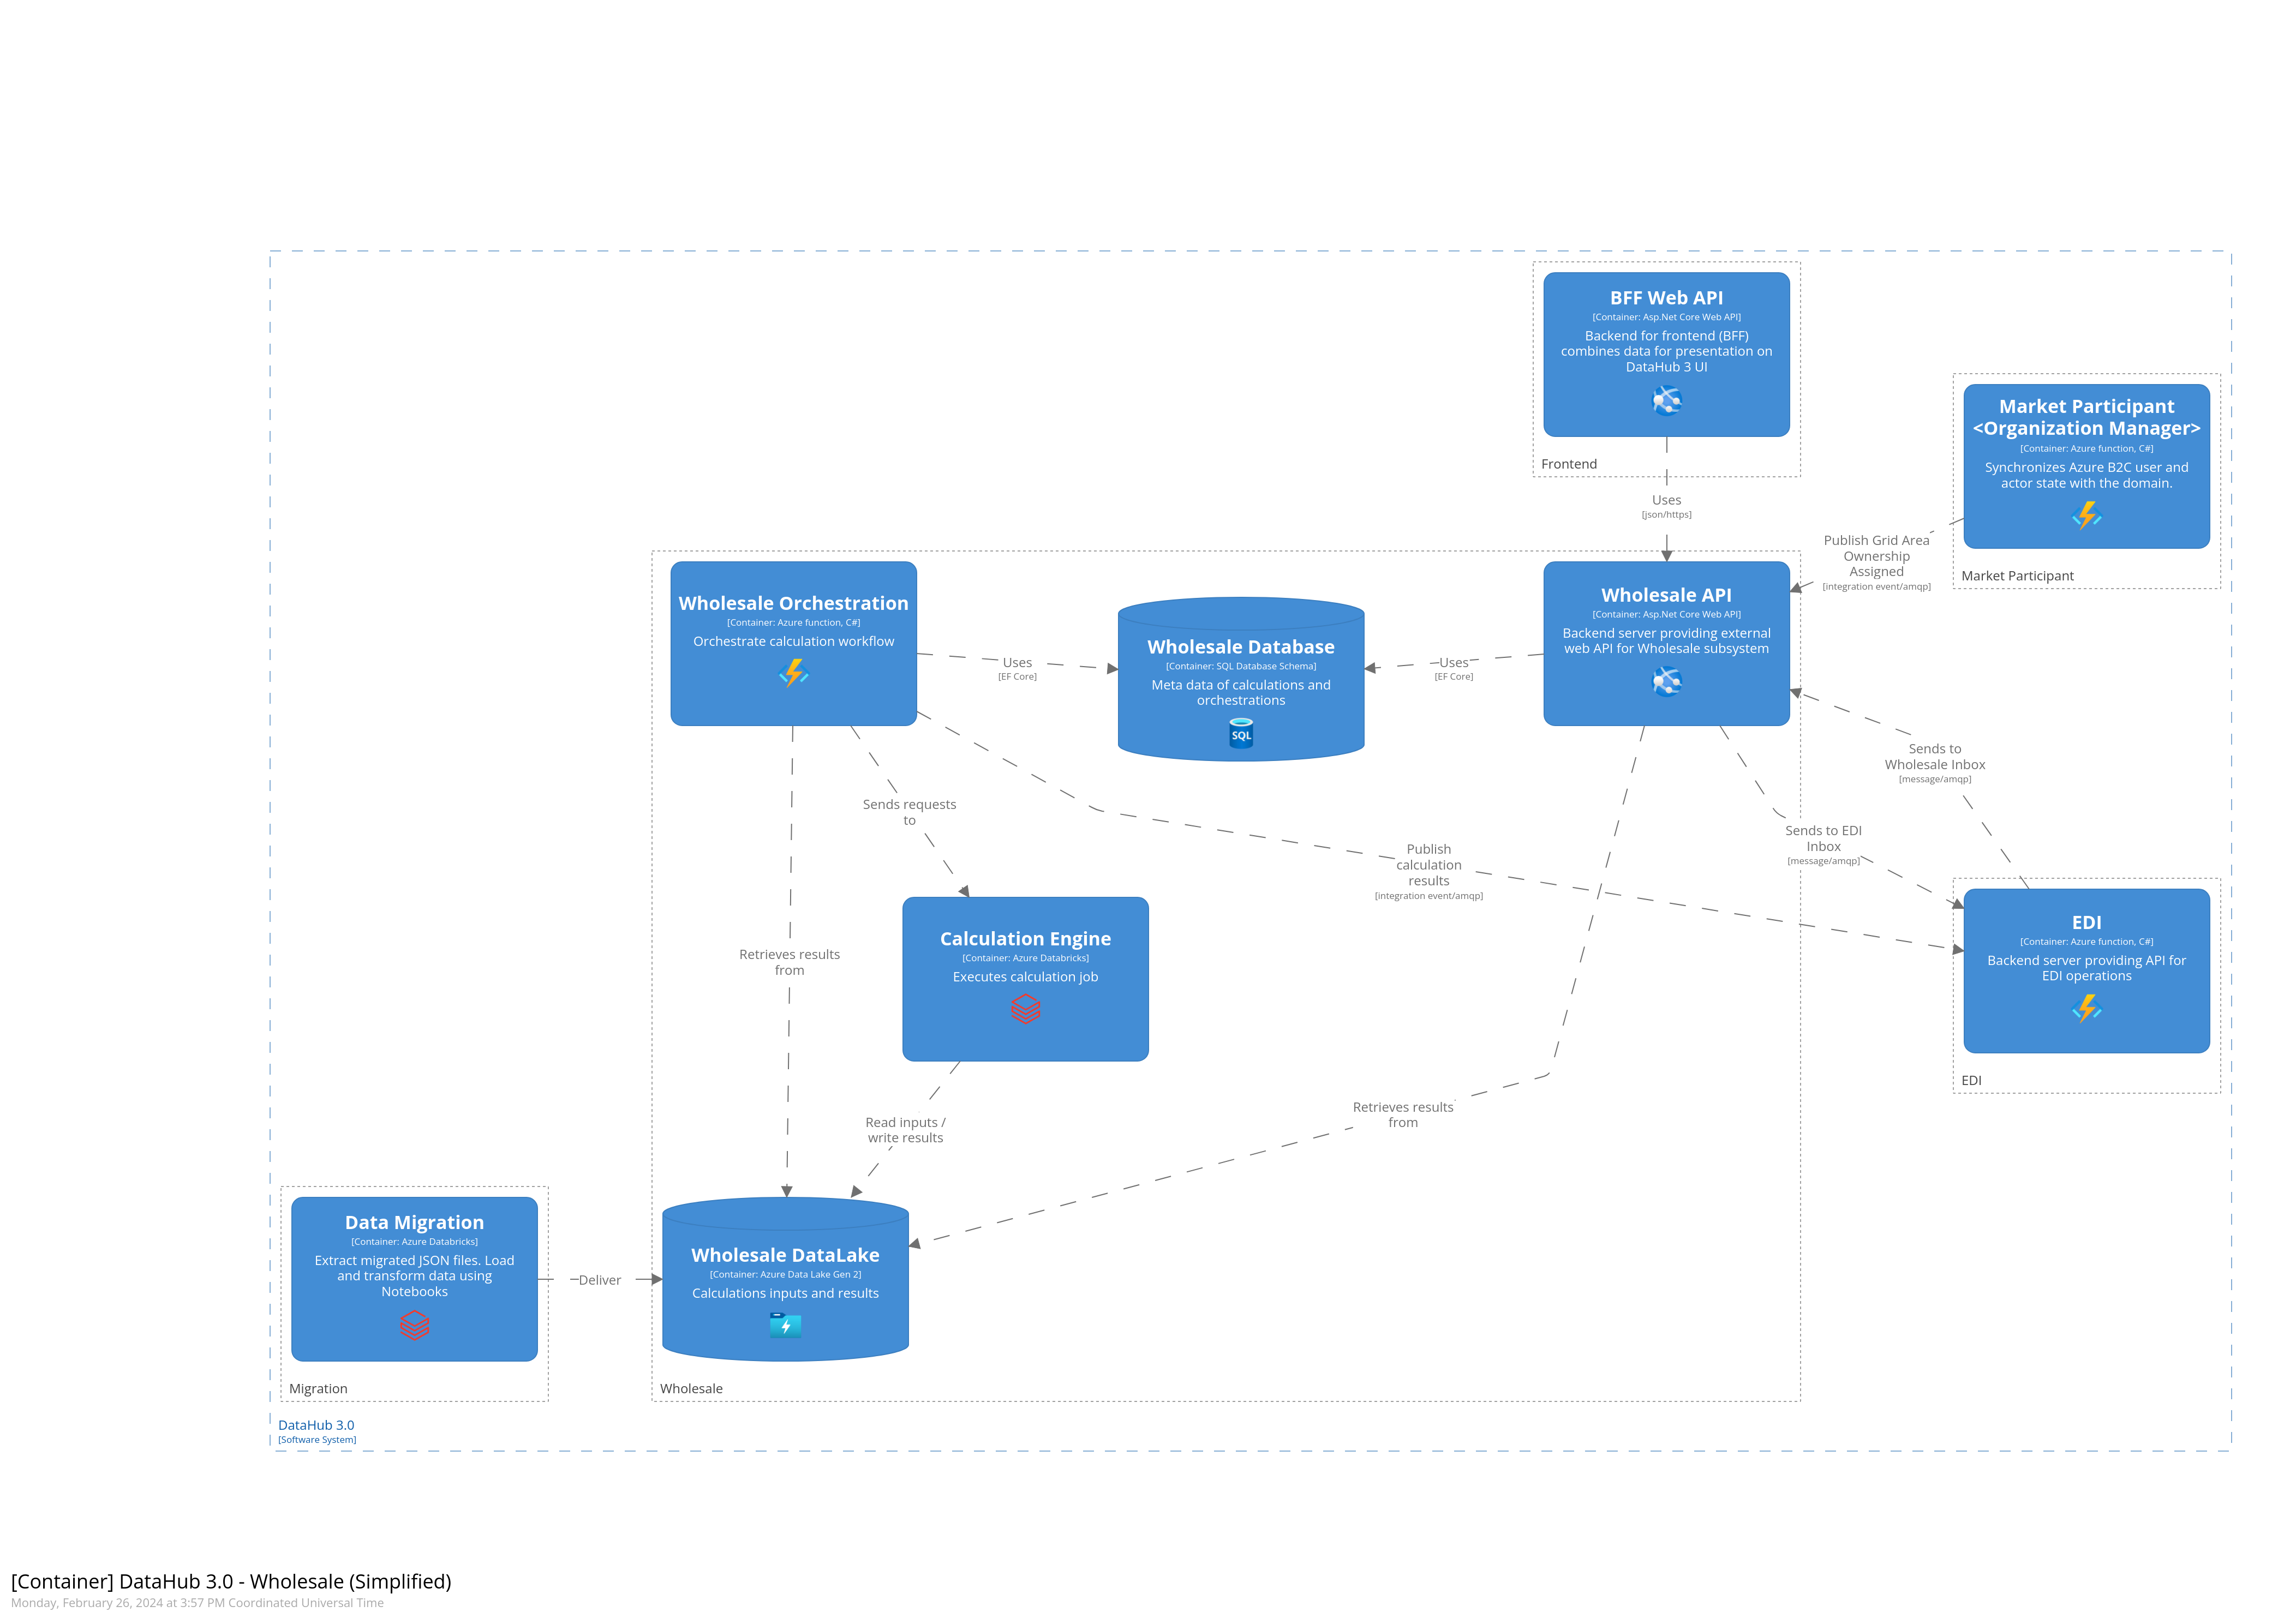 BFF Web API
[Container: Asp.Net Core Web API]
Backend for frontend (BFF)
combines data for presentation on
DataHub 3 UI
Frontend
Market Participant
<Organization Manager>
[Container: Azure function, C#]
Synchronizes Azure B2C user and
actor state with the domain.
Market Participant
Uses
[json/https]
Publish Grid Area
Ownership
Assigned
[integration event/amqp]
Wholesale Orchestration
[Container: Azure function, C#]
Orchestrate calculation workflow
Uses
[EF Core]
Wholesale Database
[Container: SQL Database Schema]
Meta data of calculations and
orchestrations
SQL
Uses
[EF Core]
Wholesale API
[Container: Asp.Net Core Web API]
Backend server providing external
web API for Wholesale subsystem
Sends to
Wholesale Inbox
[message/amqp]
Sends requests
to
Publish
calculation
results
[integration event/amqp]
Sends to EDI
Inbox
[message/amqp]
Retrieves results
from
Calculation Engine
[Container: Azure Databricks]
Executes calculation job
EDI
[Container: Azure function, C#]
Backend server providing API for
EDI operations
EDI
Read inputs /
write results
Retrieves results
from
Data Migration
[Container: Azure Databricks]
Extract migrated JSON files. Load
and transform data using
Notebooks
Migration
Deliver
Wholesale DataLake
[Container: Azure Data Lake Gen 2]
Calculations inputs and results
Wholesale
DataHub 3.0
[Software System]
[Container] DataHub 3.0 - Wholesale (Simplified)
Monday, February 26, 2024 at 3:57 PM Coordinated Universal Time